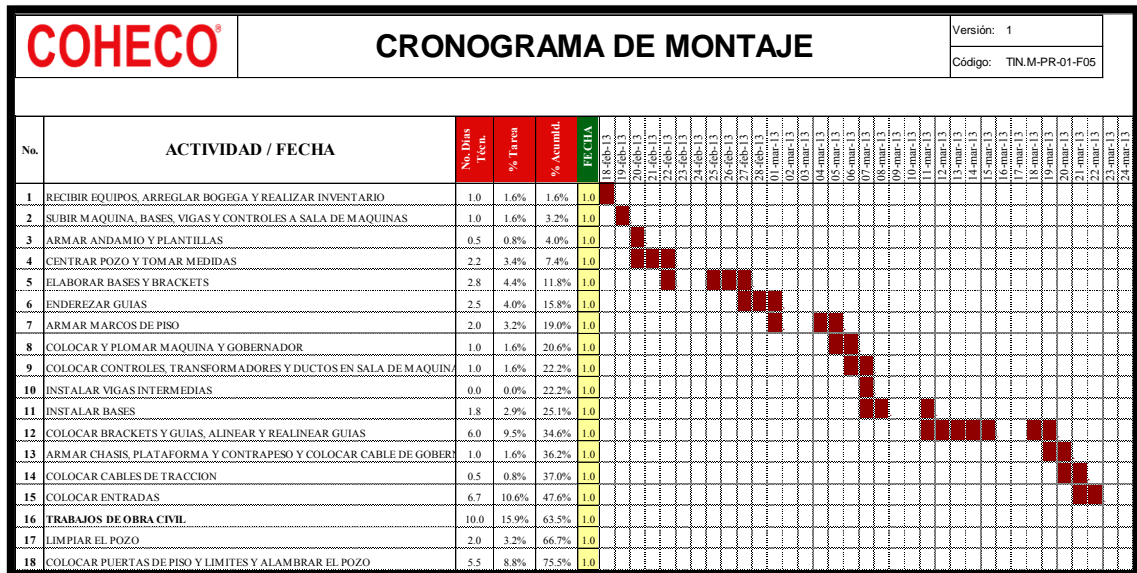 COHECO®
CRONOGRAMA DE MONTAJE
Versión: 1
Código: TIN.M-PR-01-F05
No. ACTIVIDAD / FECHA No. Dias Técn. % Tarea % Acumld. FECHA 18-feb-13 19-feb-13 20-feb-13 21-feb-13 22-feb-13 23-feb-13 24-feb-13 25-feb-13 26-feb-13 27-feb-13 28-feb-13 01-mar-13 02-mar-13 03-mar-13 04-mar-13 05-mar-13 06-mar-13 07-mar-13 08-mar-13 09-mar-13 10-mar-13 11-mar-13 12-mar-13 13-mar-13 14-mar-13 15-mar-13 16-mar-13 17-mar-13 18-mar-13 19-mar-13 20-mar-13 21-mar-13 22-mar-13 23-mar-13 24-mar-13
1 RECIBIR EQUIPOS, ARREGLAR BOGEGA Y REALIZAR INVENTARIO 1.0 1.6% 1.6% 1.0
2 SUBIR MAQUINA, BASES, VIGAS Y CONTROLES A SALA DE MAQUINAS 1.0 1.6% 3.2% 1.0
3 ARMAR ANDAMIO Y PLANTILLAS 0.5 0.8% 4.0% 1.0
4 CENTRAR POZO Y TOMAR MEDIDAS 2.2 3.4% 7.4% 1.0
5 ELABORAR BASES Y BRACKETS 2.8 4.4% 11.8% 1.0
6 ENDEREZAR GUIAS 2.5 4.0% 15.8% 1.0
7 ARMAR MARCOS DE PISO 2.0 3.2% 19.0% 1.0
8 COLOCAR Y PLOMAR MAQUINA Y GOBERNADOR 1.0 1.6% 20.6% 1.0
9 COLOCAR CONTROLES, TRANSFORMADORES Y DUCTOS EN SALA DE MAQUINA 1.0 1.6% 22.2% 1.0
10 INSTALAR VIGAS INTERMEDIAS 0.0 0.0% 22.2% 1.0
11 INSTALAR BASES 1.8 2.9% 25.1% 1.0
12 COLOCAR BRACKETS Y GUIAS, ALINEAR Y REALINEAR GUIAS 6.0 9.5% 34.6% 1.0
13 ARMAR CHASIS, PLATAFORMA Y CONTRAPESO Y COLOCAR CABLE DE GOBERN 1.0 1.6% 36.2% 1.0
14 COLOCAR CABLES DE TRACCION 0.5 0.8% 37.0% 1.0
15 COLOCAR ENTRADAS 6.7 10.6% 47.6% 1.0
16 TRABAJOS DE OBRA CIVIL 10.0 15.9% 63.5% 1.0
17 LIMPIAR EL POZO 2.0 3.2% 66.7% 1.0
18 COLOCAR PUERTAS DE PISO Y LIMITES Y ALAMBRAR EL POZO 5.5 8.8% 75.5% 1.0